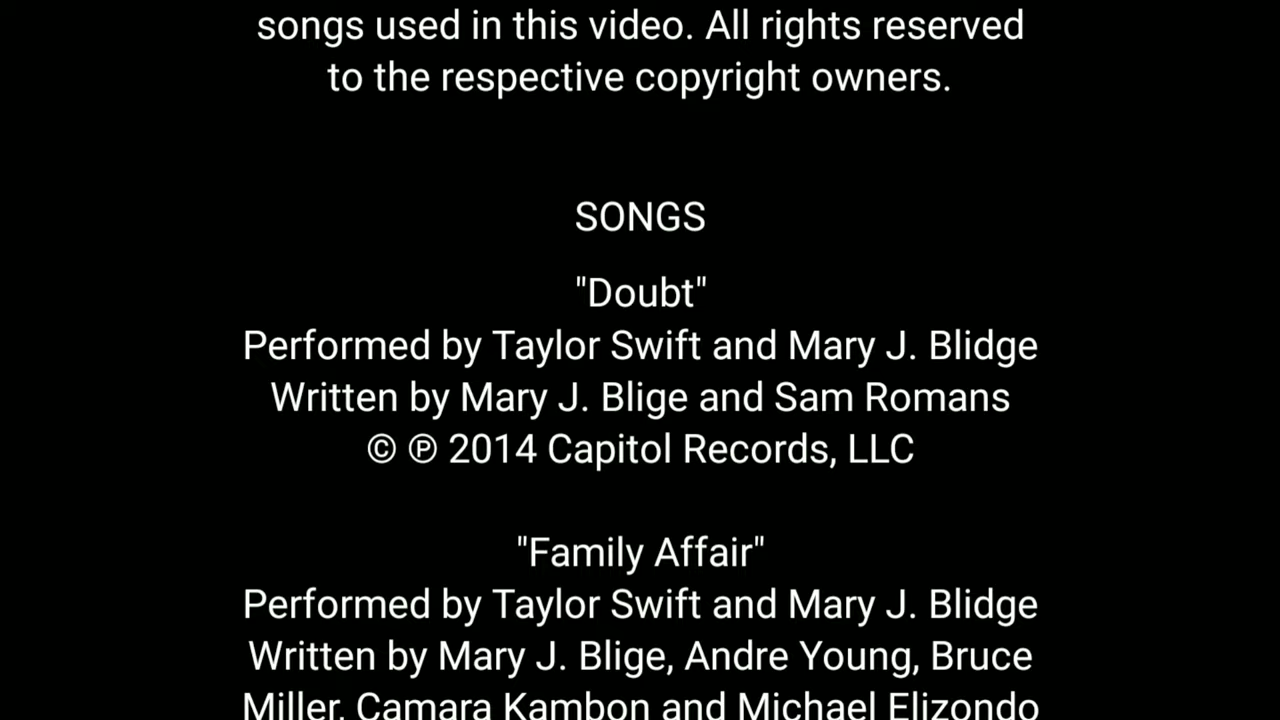 songs used in this video. All rights reserved
to the respective copyright owners.
SONGS
"Doubt"
Performed by Taylor Swift and Mary J. Blidge
Written by Mary J. Blige and Sam Romans
© ℗ 2014 Capitol Records, LLC
"Family Affair"
Performed by Taylor Swift and Mary J. Blidge
Written by Mary J. Blige, Andre Young, Bruce
Miller, Camara Kambon and Michael Elizondo